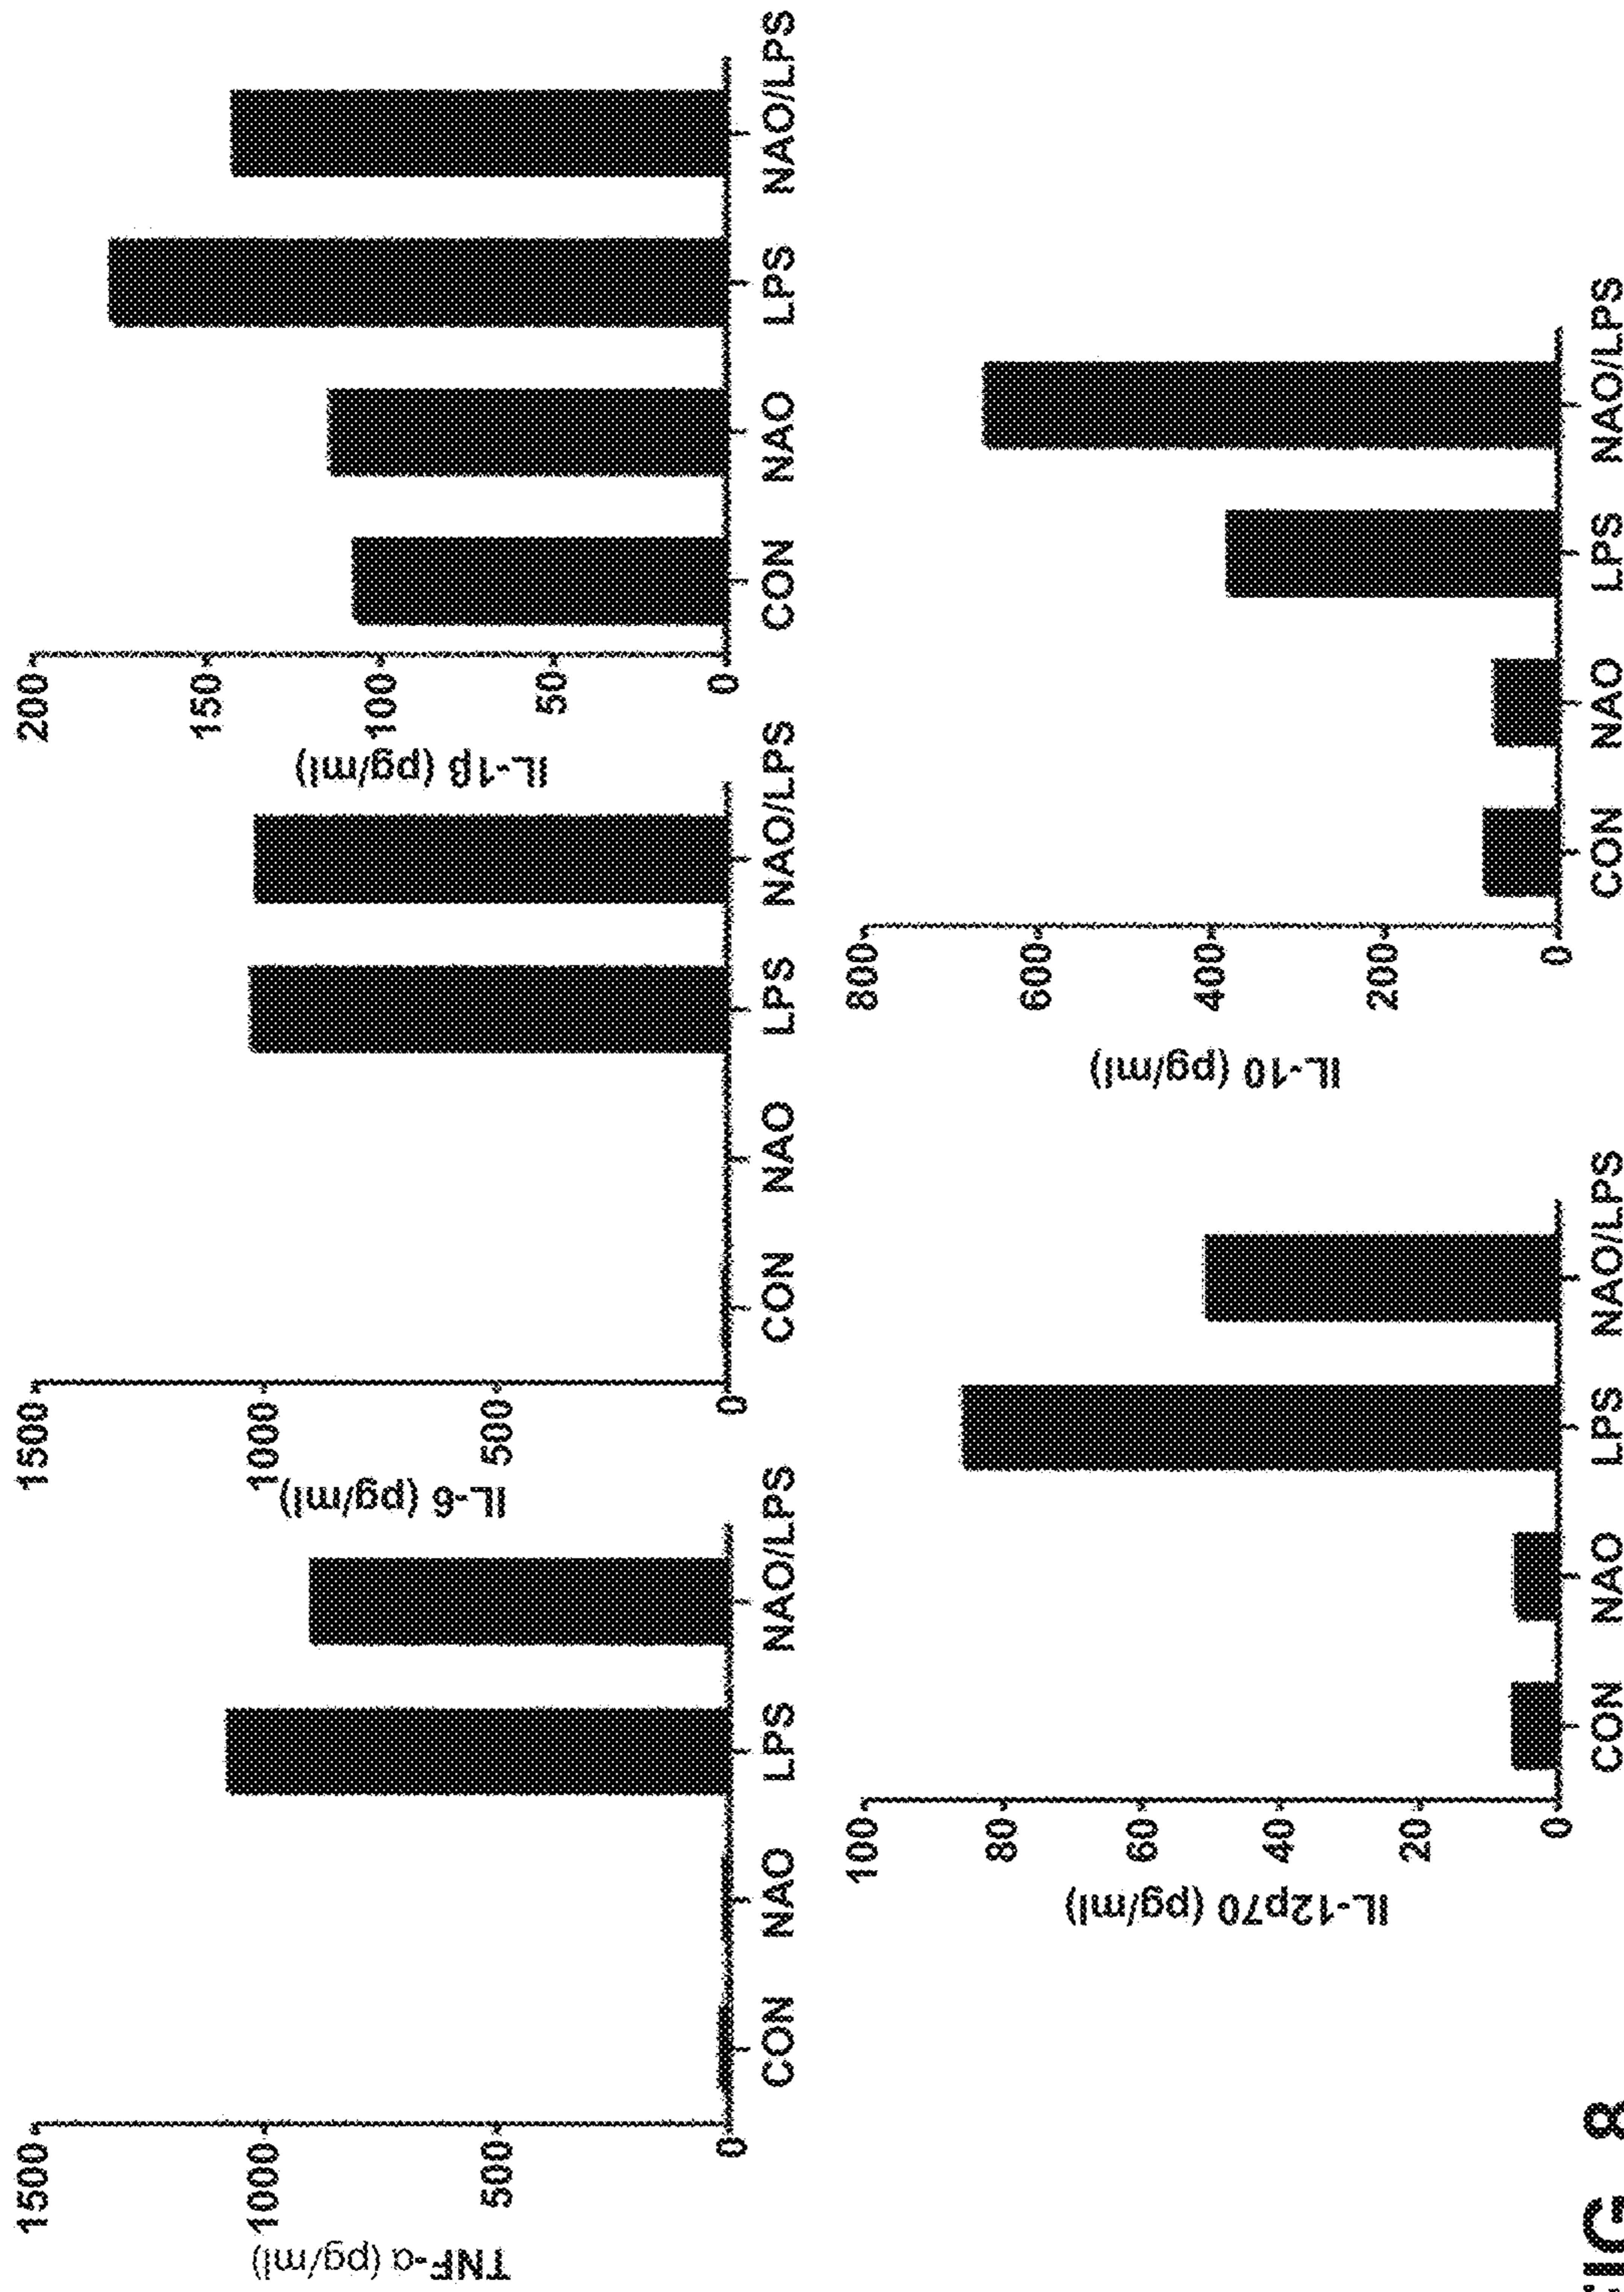 TNF-α (pg/ml)
1500
1000
500
0
CON NAO LPS NAO/LPS
IL-6 (pg/ml)
1500
1000
500
0
CON NAO LPS NAO/LPS
IL-1β (pg/ml)
200
150
100
50
0
CON NAO LPS NAO/LPS
IL-12p70 (pg/ml)
100
80
60
40
20
0
CON NAO LPS NAO/LPS
IL-10 (pg/ml)
800
600
400
200
0
CON NAO LPS NAO/LPS
FIG. 8